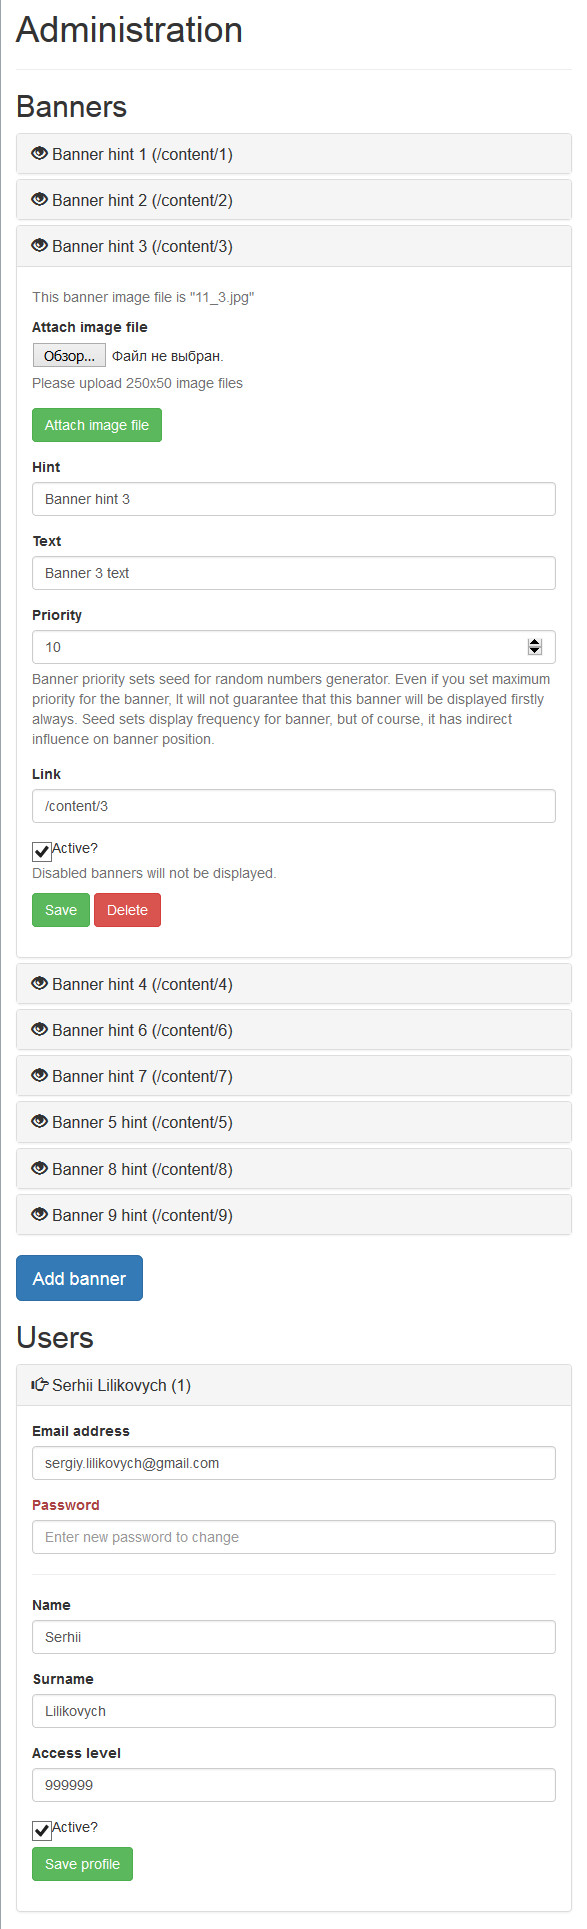 Administration
Banners
Banner hint 1 (/content/1)
Banner hint 2 (/content/2)
Banner hint 3 (/content/3)
This banner image file is "11_3.jpg"
Attach image file
Обзор... Файл не выбран.
Please upload 250x50 image files
Attach image file
Hint
Banner hint 3
Text
Banner 3 text
Priority
10
Banner priority sets seed for random numbers generator. Even if you set maximum
priority for the banner, It will not guarantee that this banner will be displayed firstly
always. Seed sets display frequency for banner, but of course, it has indirect
influence on banner position.
Link
/content/3
Active?
Disabled banners will not be displayed.
Save Delete
Banner hint 4 (/content/4)
Banner hint 6 (/content/6)
Banner hint 7 (/content/7)
Banner 5 hint (/content/5)
Banner 8 hint (/content/8)
Banner 9 hint (/content/9)
Add banner
Users
Serhii Lilikovych (1)
Email address
sergiy.lilikovych@gmail.com
Password
Enter new password to change
Name
Serhii
Surname
Lilikovych
Access level
999999
Active?
Save profile